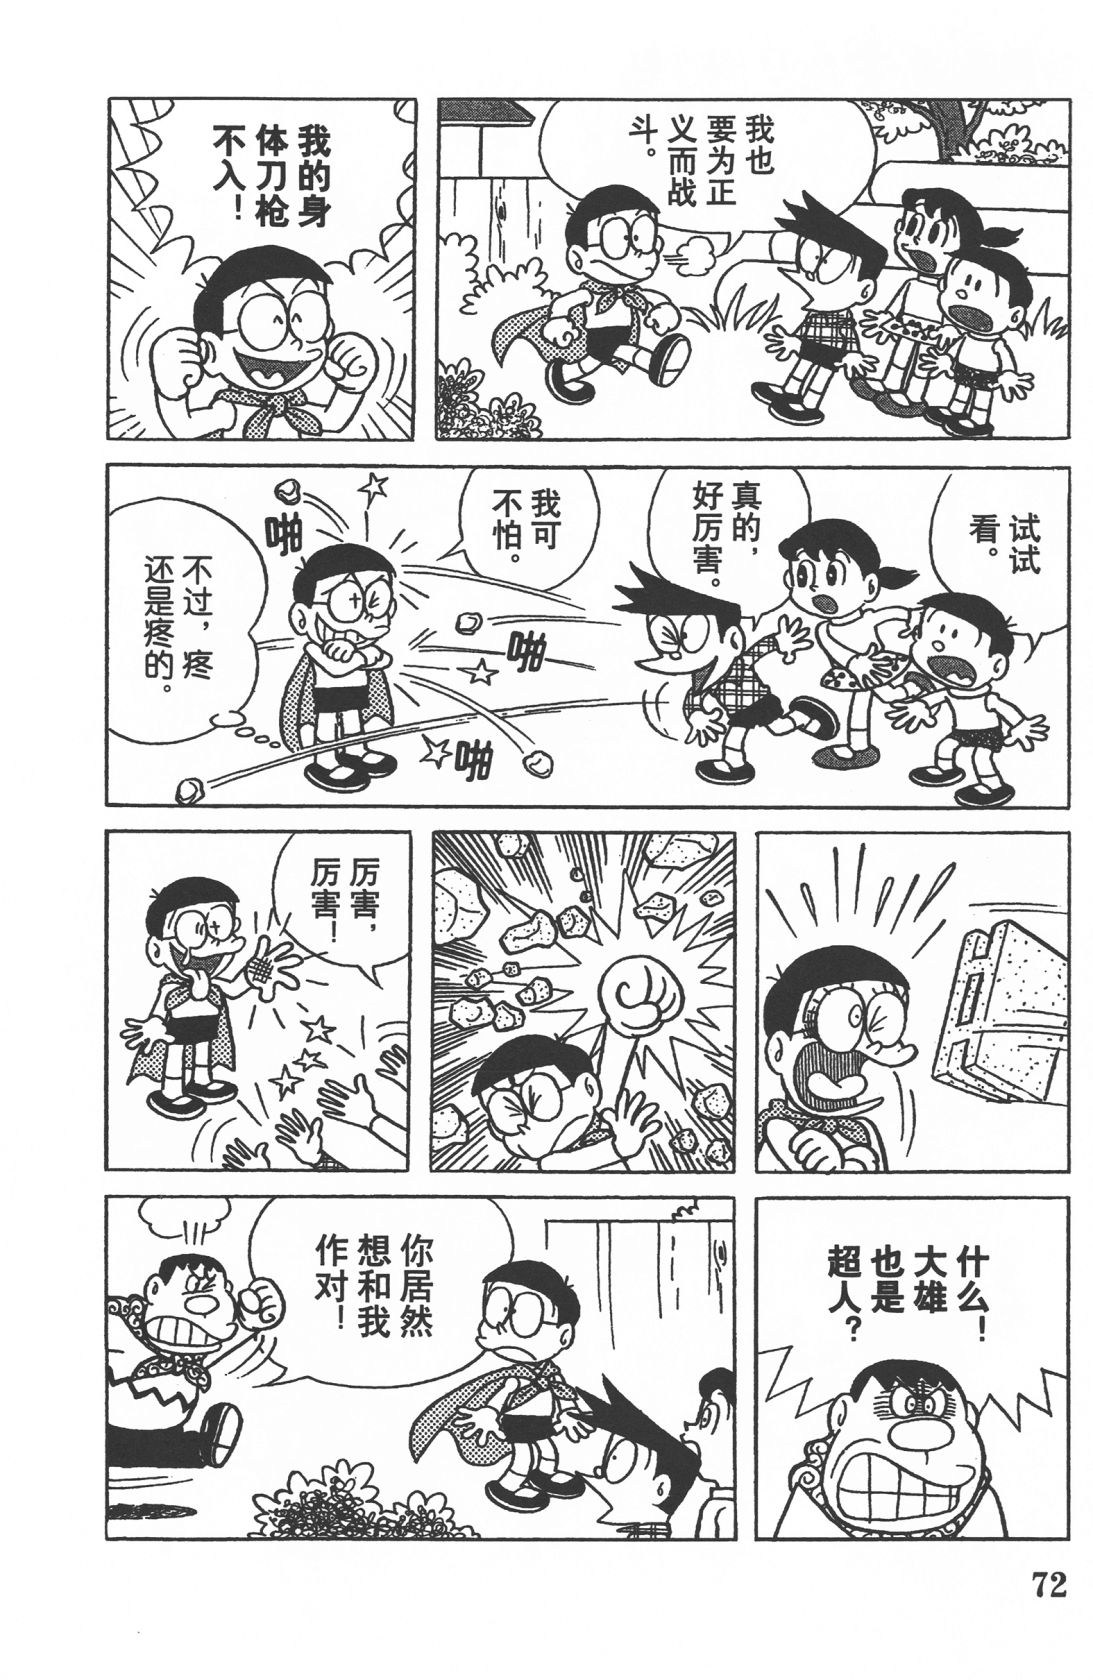 我也
要为正
义而战
斗。
我的身
体刀枪
不入！
试试
看。
真的，
好厉害。
我可
不怕。
啪
啪
啪
不过，疼
还是疼的。
厉害，
厉害！
什么！
大雄
也是
超人？
你居然
想和我
作对！
72